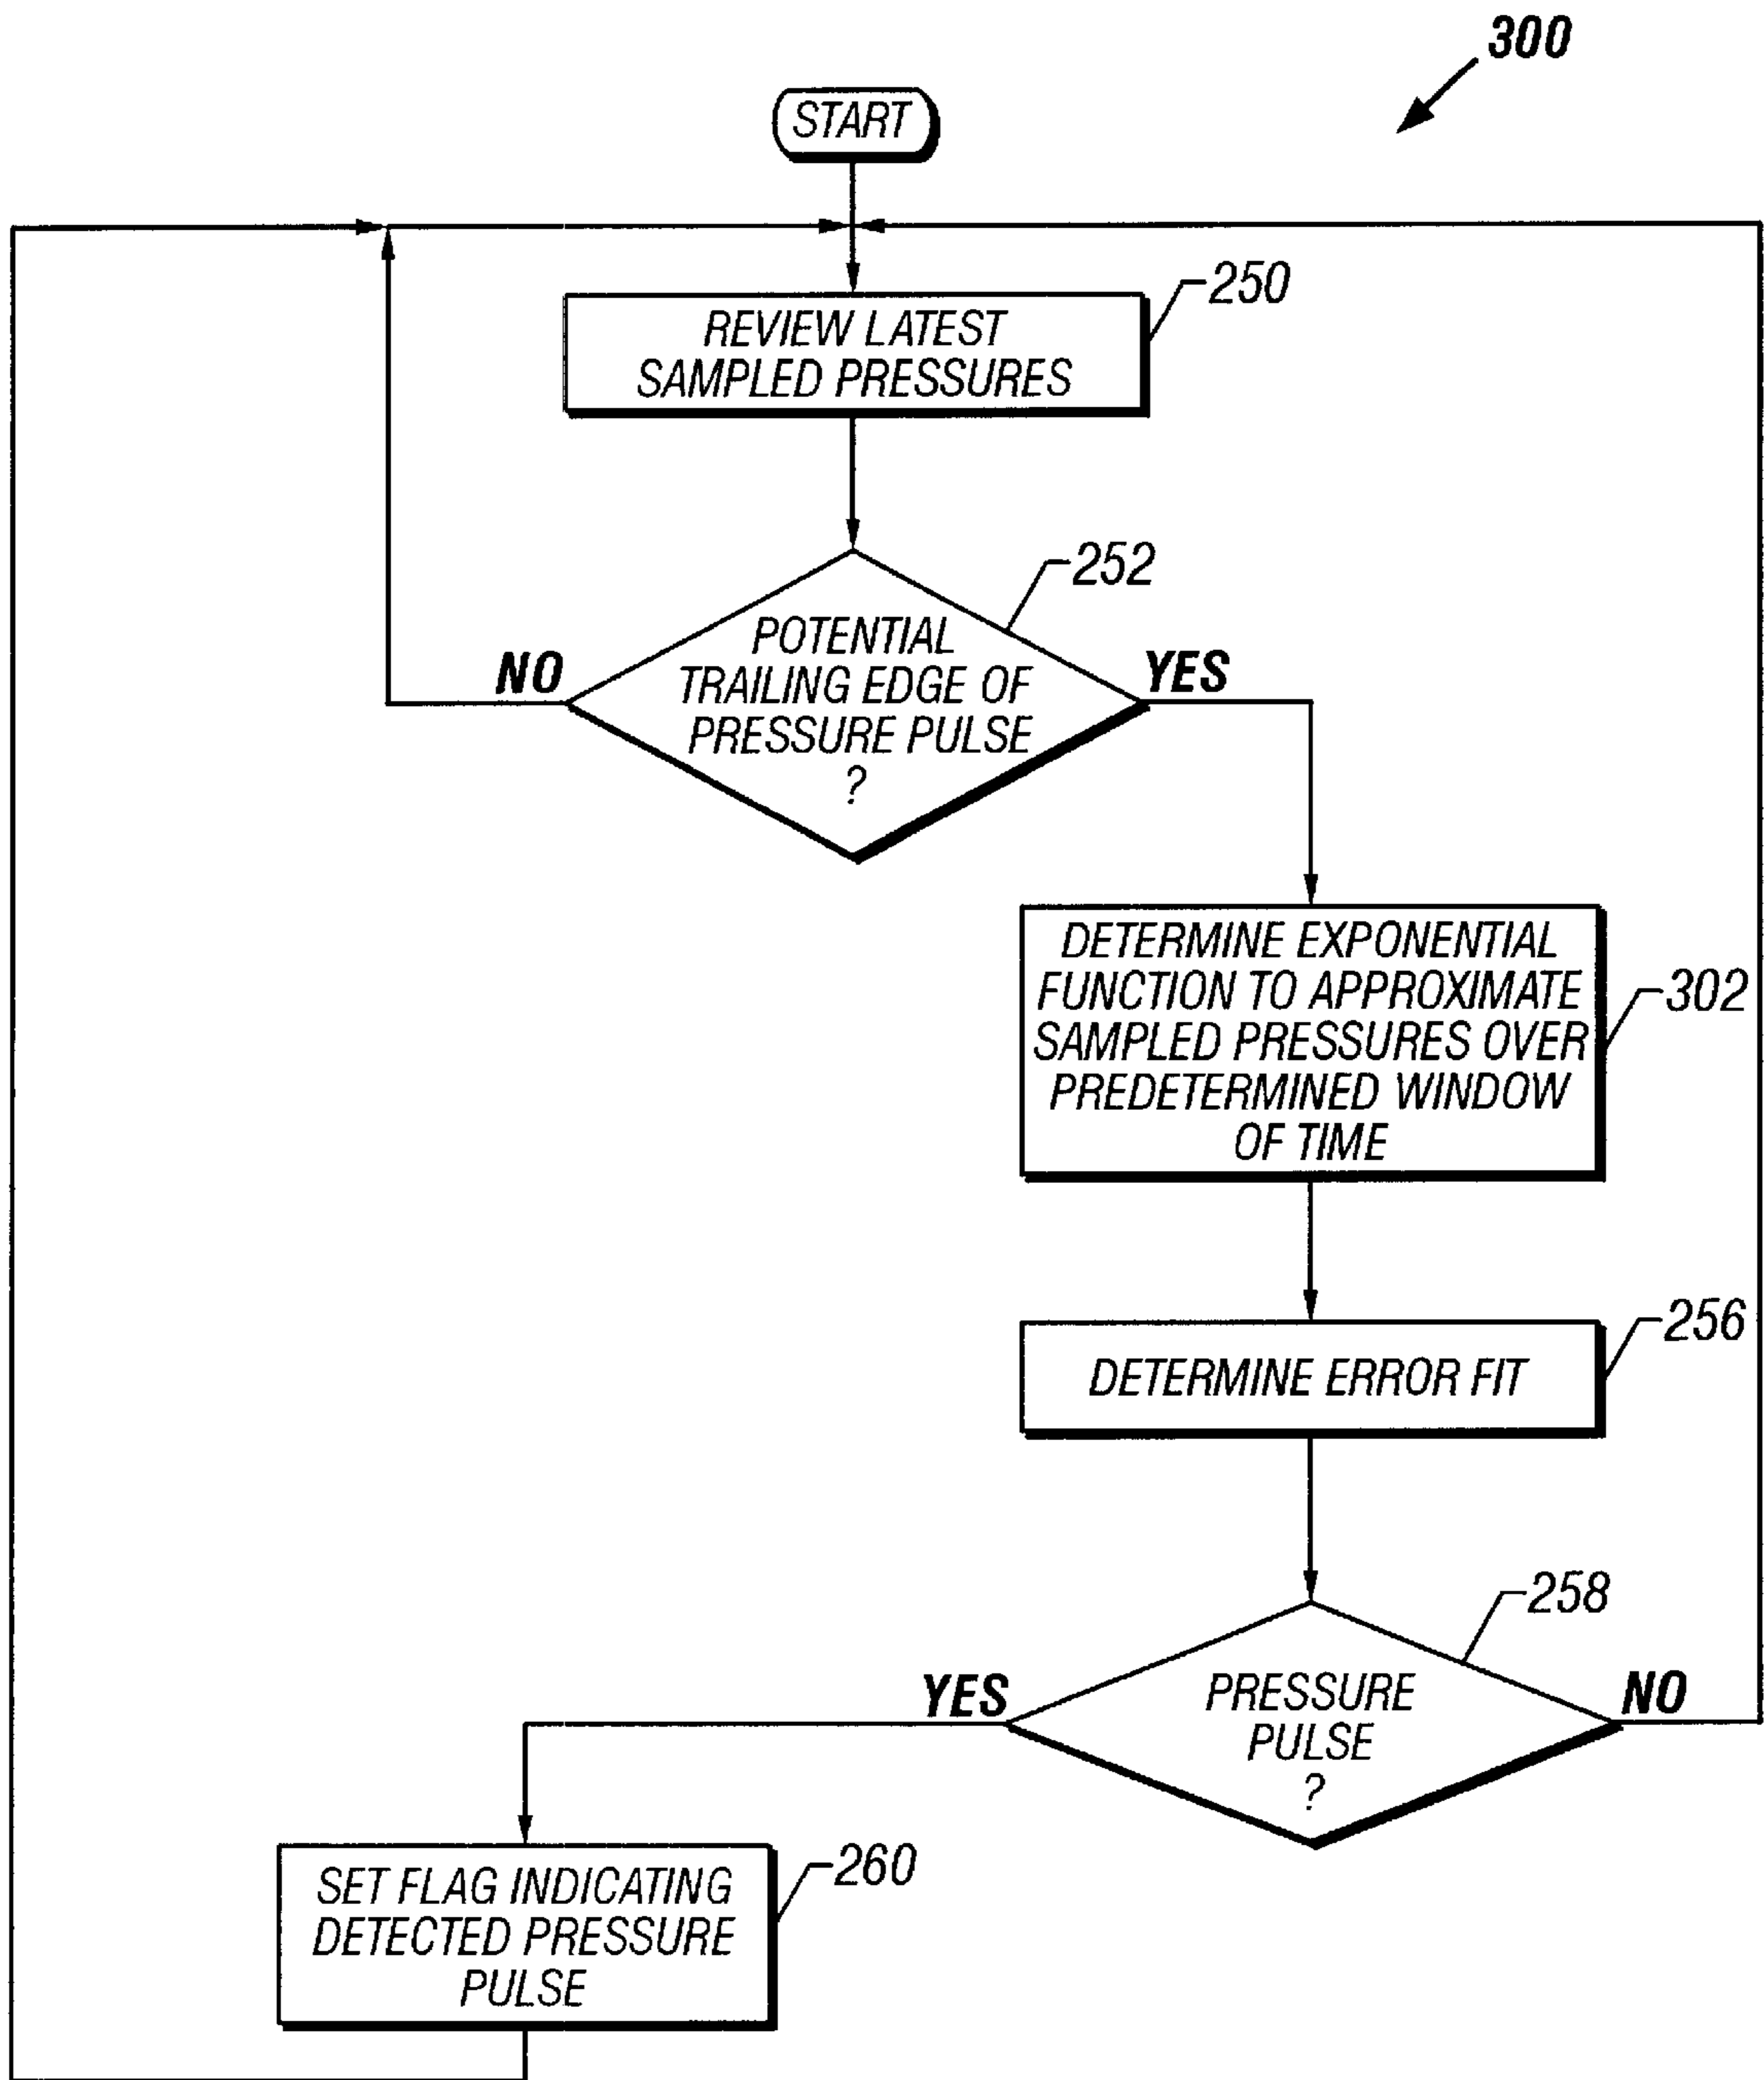 300
START
250
REVIEW LATEST
SAMPLED PRESSURES
252
POTENTIAL
TRAILING EDGE OF
PRESSURE PULSE
?
NO
YES
DETERMINE EXPONENTIAL
FUNCTION TO APPROXIMATE
SAMPLED PRESSURES OVER
PREDETERMINED WINDOW
OF TIME
302
256
DETERMINE ERROR FIT
258
PRESSURE
PULSE
?
YES
NO
260
SET FLAG INDICATING
DETECTED PRESSURE
PULSE